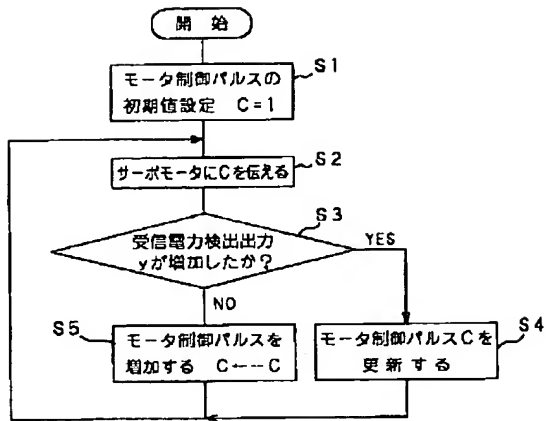 開始
S1
モータ制御パルスの
初期値設定 C=1
S2
サーボモータにCを伝える
S3
受信電力検出出力
yが増加したか？
YES
NO
S5
モータ制御パルスを
増加する C←--C
S4
モータ制御パルスCを
更新する